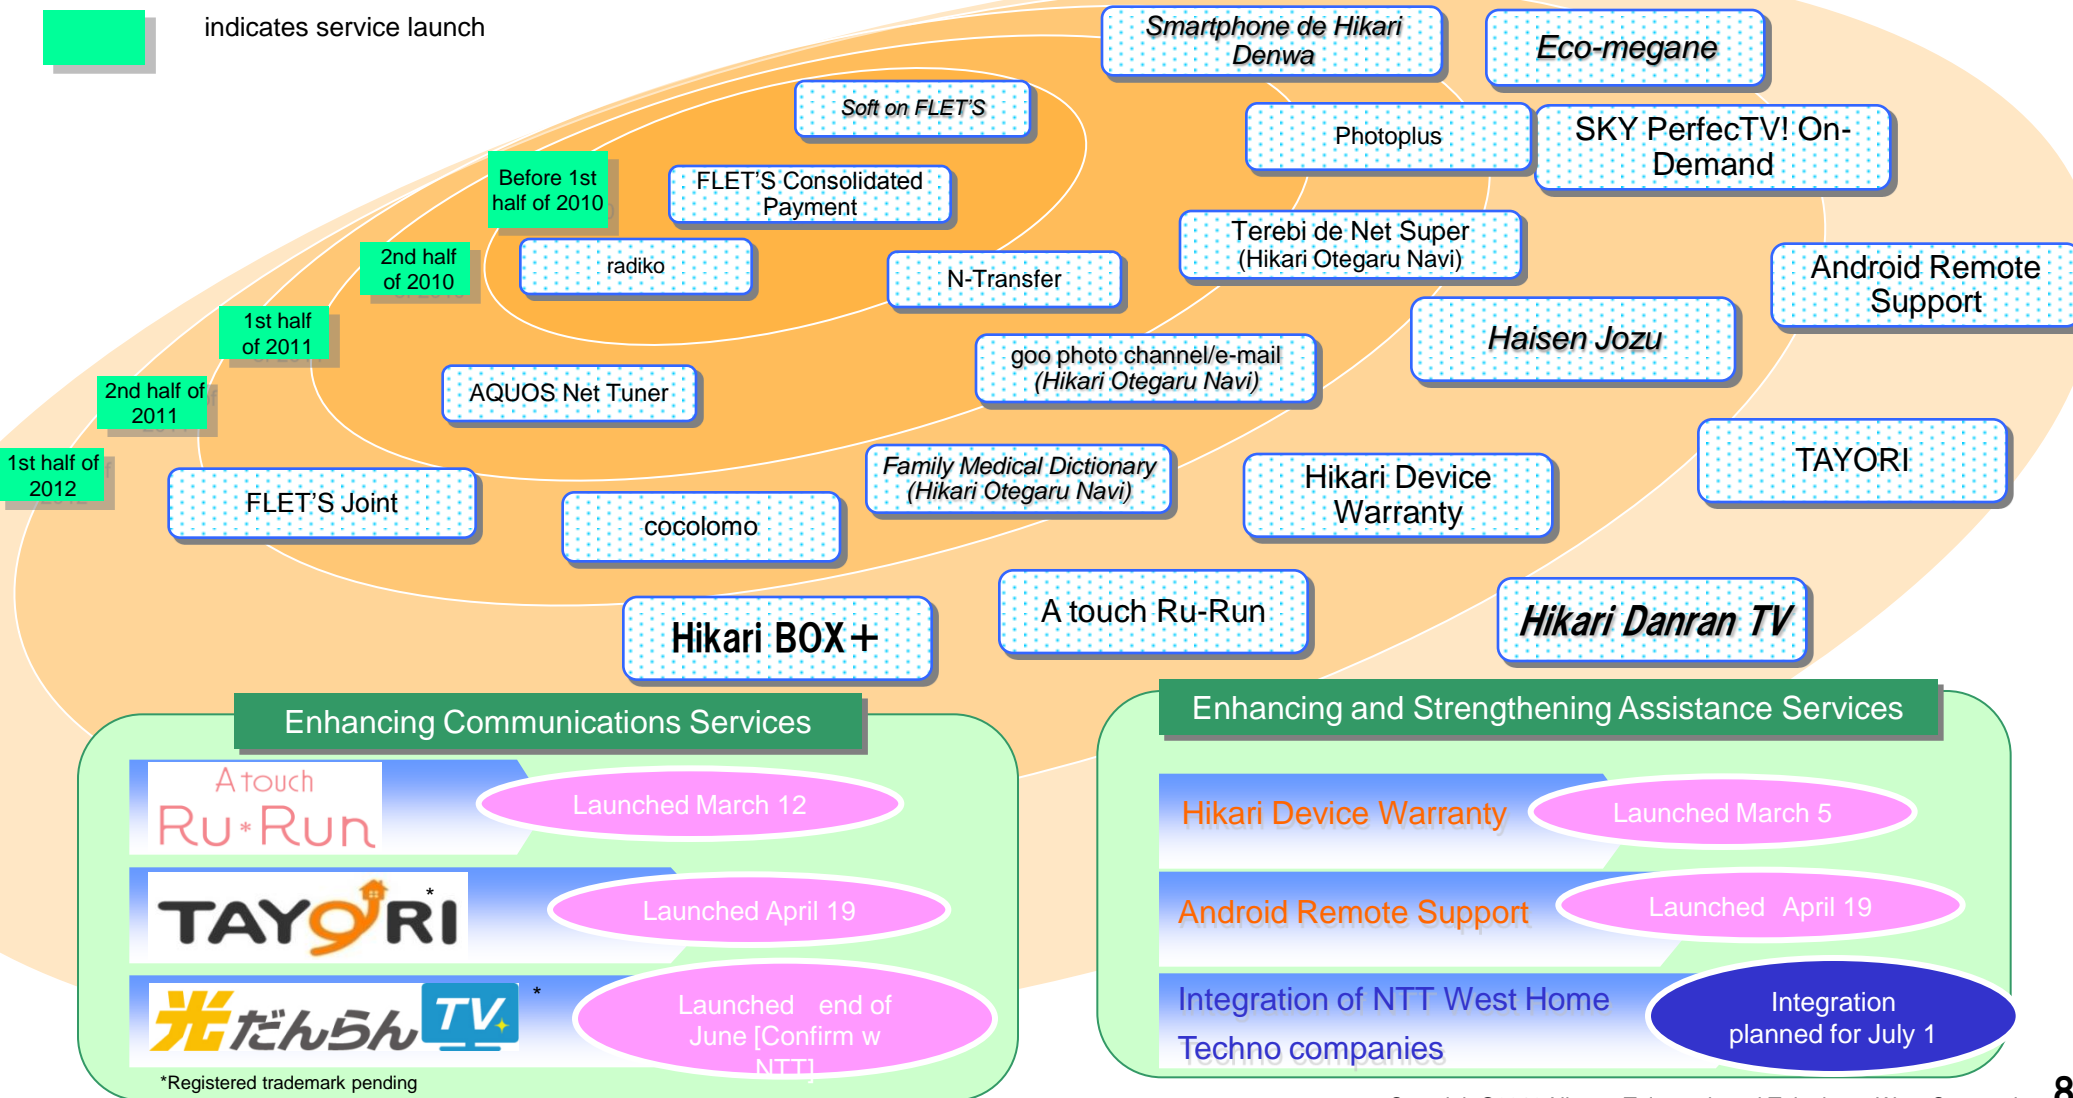 indicates service launch
Smartphone de Hikari
Denwa
Eco-megane
Soft on FLET'S
Photoplus
SKY PerfecTV! On-
Demand
Before 1st
half of 2010
FLET'S Consolidated
Payment
Terebi de Net Super
(Hikari Otegaru Navi)
2nd half
of 2010
radiko
N-Transfer
Android Remote
Support
1st half
of 2011
Haisen Jozu
goo photo channel/e-mail
(Hikari Otegaru Navi)
2nd half of
2011
AQUOS Net Tuner
1st half of
2012
FLET'S Joint
cocolomo
Family Medical Dictionary
(Hikari Otegaru Navi)
Hikari Device
Warranty
TAYORI
Hikari BOX＋
A touch Ru-Run
Hikari Danran TV
Enhancing Communications Services
A touch
Ru*Run
Launched March 12
TAYORI *
Launched April 19
光だんらんTV *
Launched end of
June [Confirm w
NTT]
*Registered trademark pending
Enhancing and Strengthening Assistance Services
Hikari Device Warranty
Launched March 5
Android Remote Support
Launched April 19
Integration of NTT West Home
Techno companies
Integration
planned for July 1
8